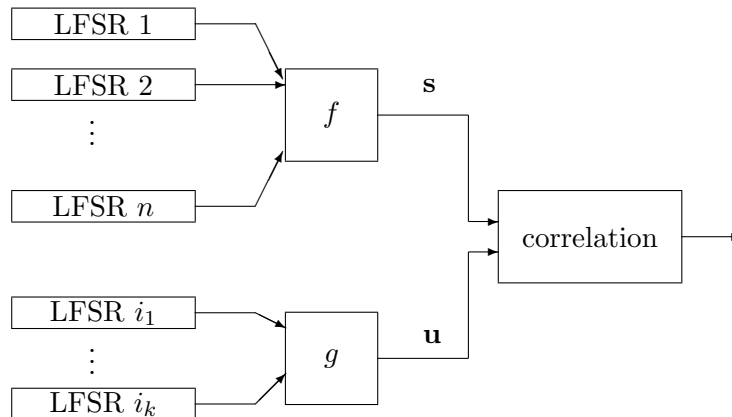 LFSR 1
LFSR 2
⋮
LFSR n
f
s
correlation
LFSR i₁
⋮
LFSR iₖ
g
u